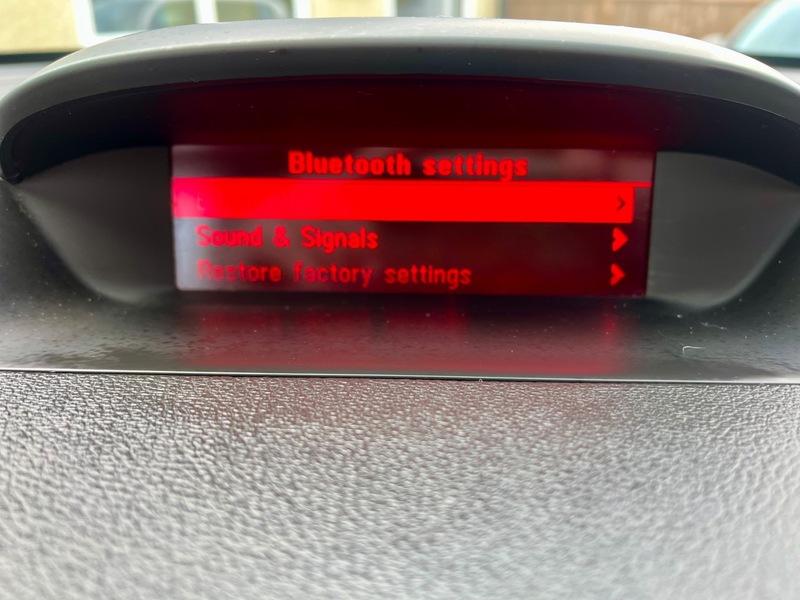 Bluetooth settings
Sound & Signals
Restore factory settings